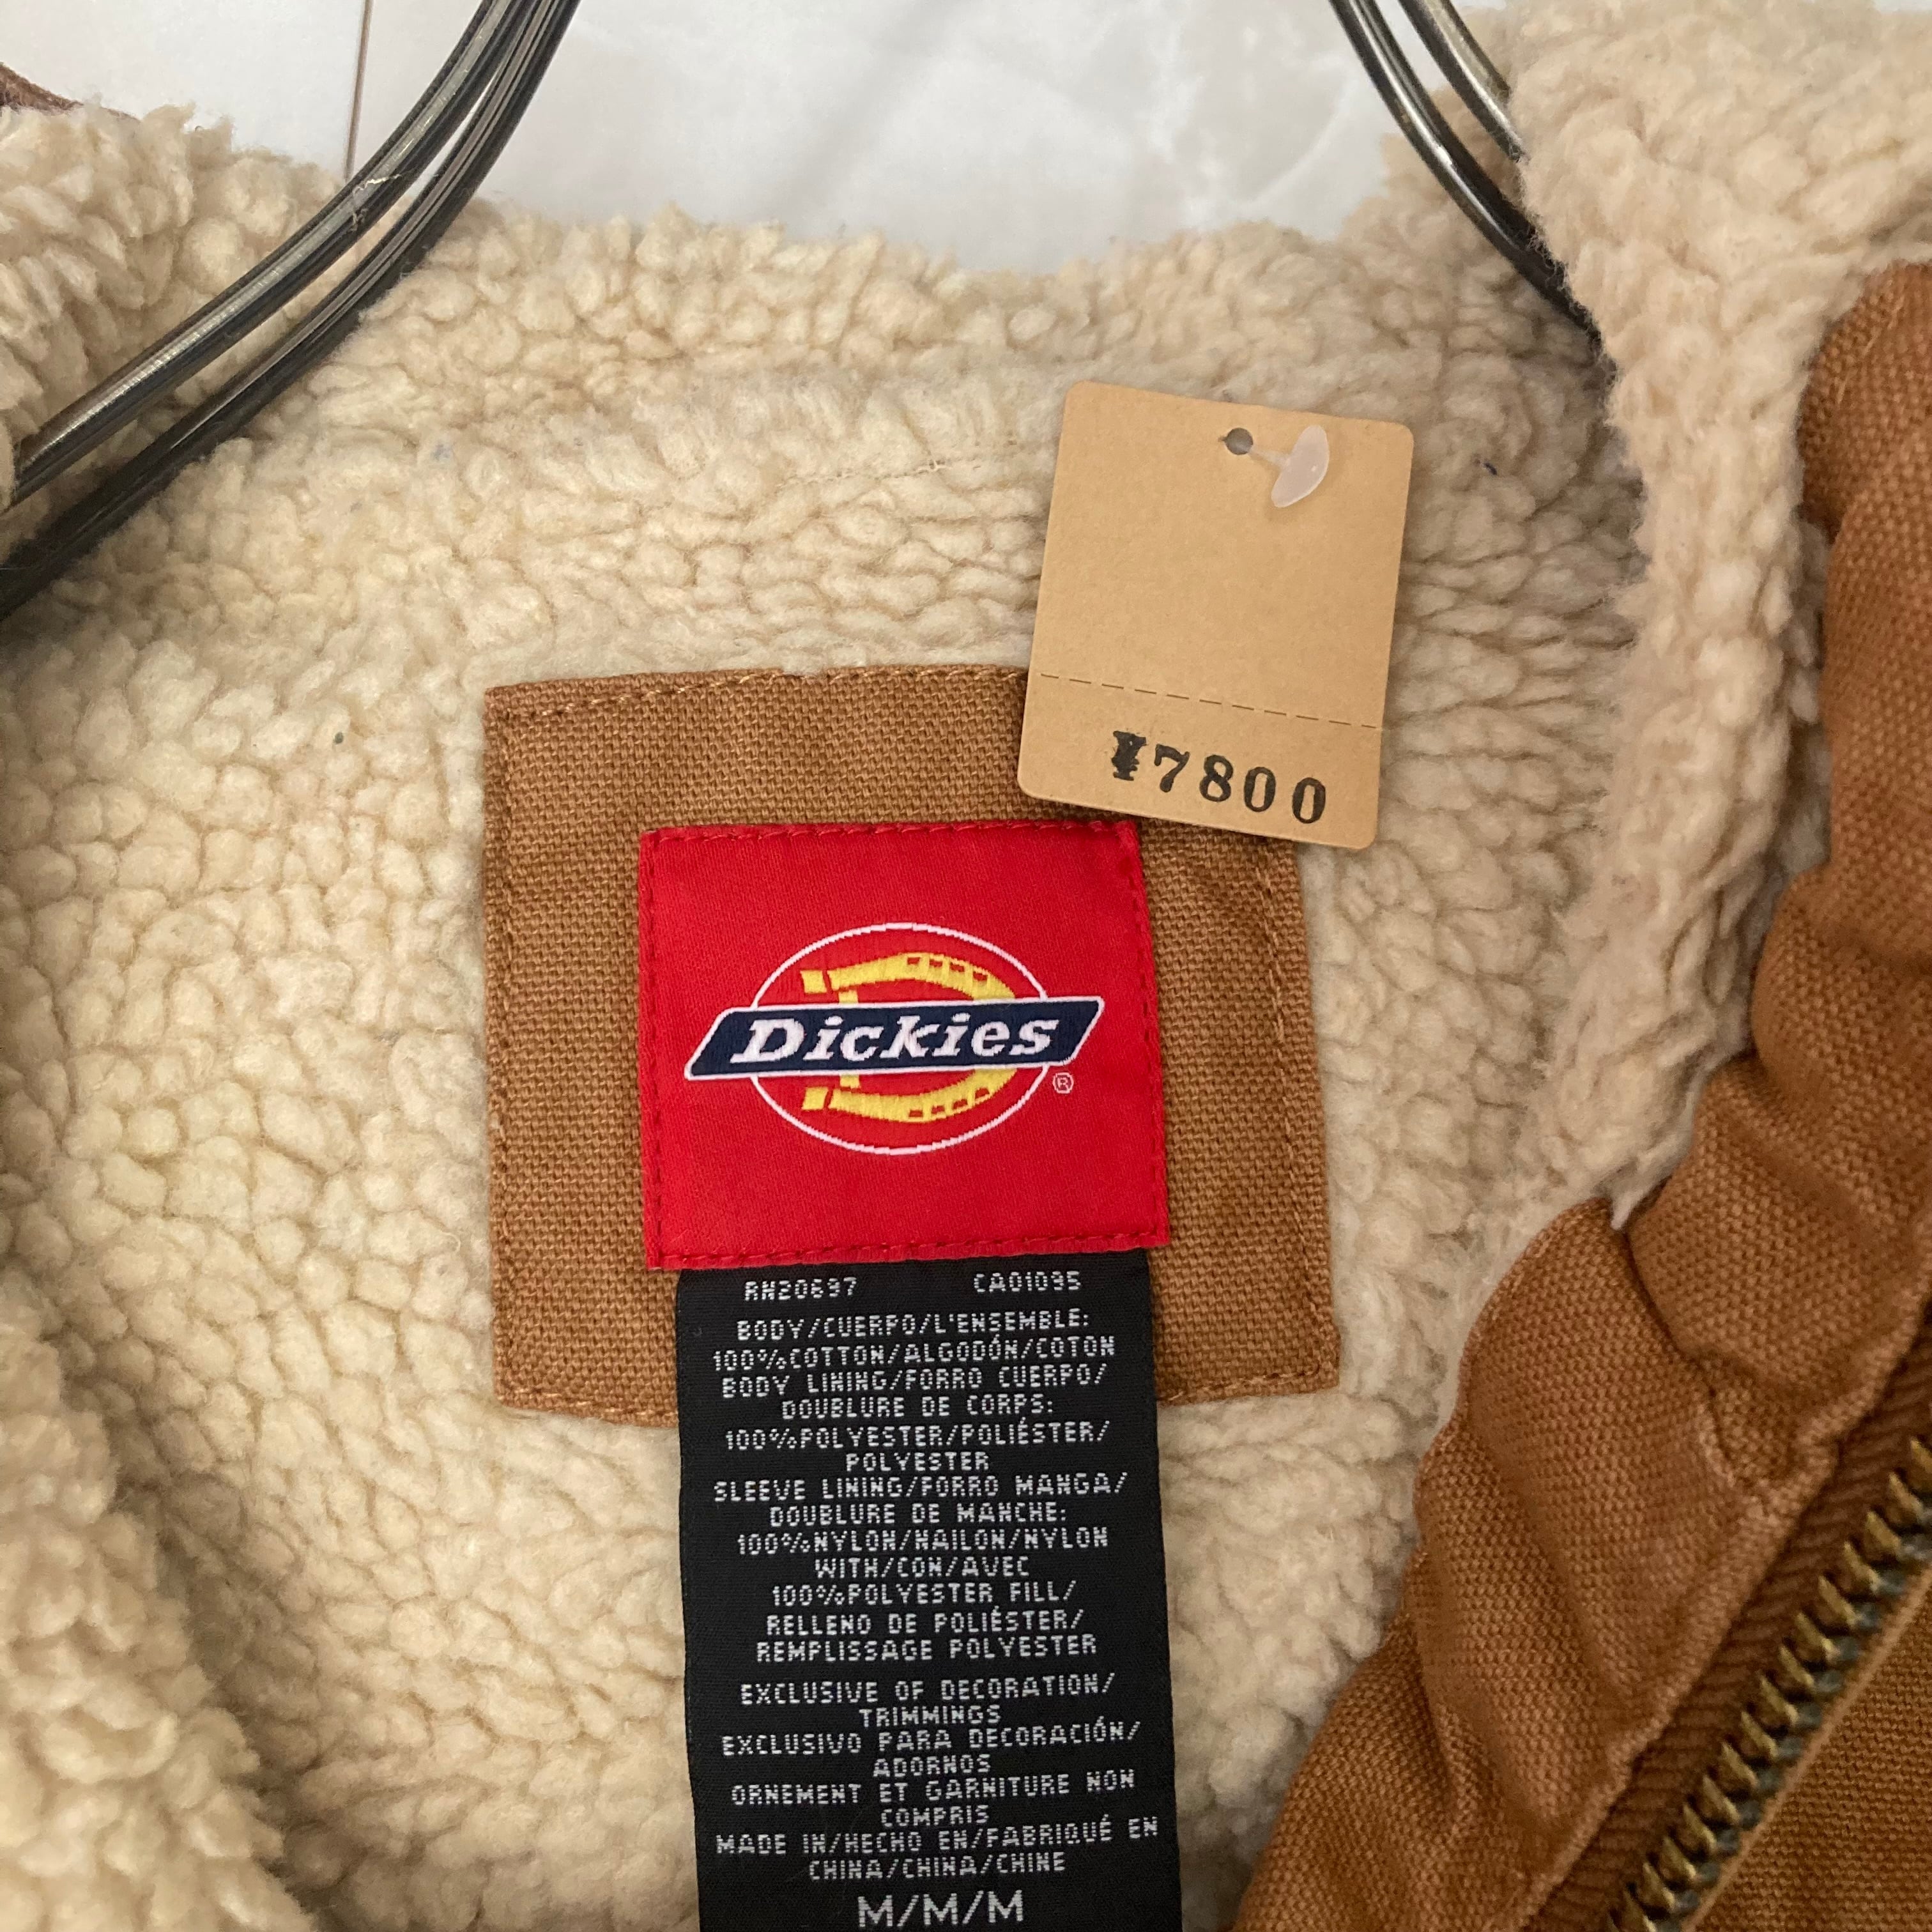 ¥7800
Dickies
®
RN20697 CA01095
BODY/CUERPO/L'ENSEMBLE:
100%COTTON/ALGODÓN/COTON
BODY LINING/FORRO CUERPO/
DOUBLURE DE CORPS:
100%POLYESTER/POLIÉSTER/
POLYESTER
SLEEVE LINING/FORRO MANGA/
DOUBLURE DE MANCHE:
100%NYLON/NAILON/NYLON
WITH/CON/AVEC
100%POLYESTER FILL/
RELLENO DE POLIÉSTER/
REMPLISSAGE POLYESTER
EXCLUSIVE OF DECORATION/
TRIMMINGS
EXCLUSIVO PARA DECORACIÓN/
ADORNOS
ORNEMENT ET GARNITURE NON
COMPRIS
MADE IN/HECHO EN/FABRIQUÉ EN
CHINA/CHINA/CHINE
M/M/M